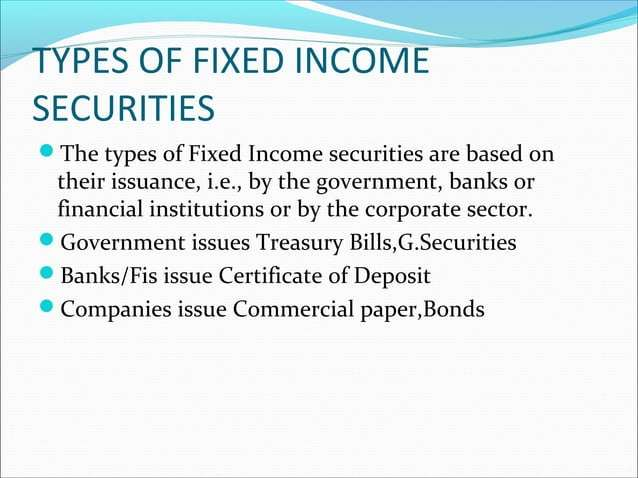 TYPES OF FIXED INCOME
SECURITIES
The types of Fixed Income securities are based on
their issuance, i.e., by the government, banks or
financial institutions or by the corporate sector.
Government issues Treasury Bills,G.Securities
Banks/Fis issue Certificate of Deposit
Companies issue Commercial paper,Bonds